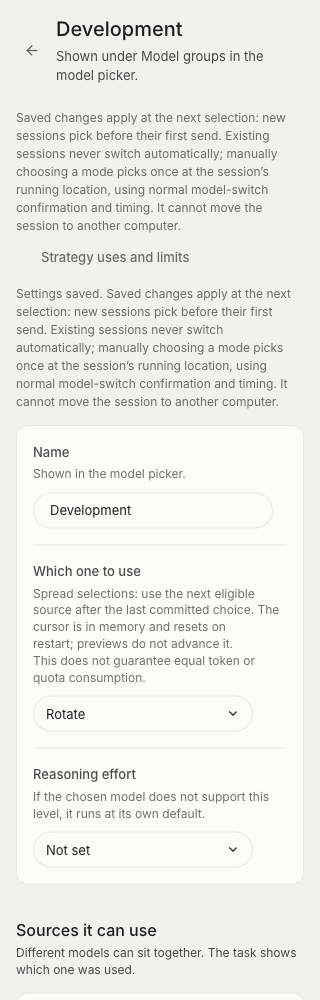 Development
Shown under Model groups in the
model picker.
Saved changes apply at the next selection: new
sessions pick before their first send. Existing
sessions never switch automatically; manually
choosing a mode picks once at the session’s
running location, using normal model-switch
confirmation and timing. It cannot move the
session to another computer.
Strategy uses and limits
Settings saved. Saved changes apply at the next
selection: new sessions pick before their first
send. Existing sessions never switch
automatically; manually choosing a mode picks
once at the session’s running location, using
normal model-switch confirmation and timing. It
cannot move the session to another computer.
Name
Shown in the model picker.
Development
Which one to use
Spread selections: use the next eligible
source after the last committed choice. The
cursor is in memory and resets on
restart; previews do not advance it.
This does not guarantee equal token or
quota consumption.
Rotate
Reasoning effort
If the chosen model does not support this
level, it runs at its own default.
Not set
Sources it can use
Different models can sit together. The task shows
which one was used.